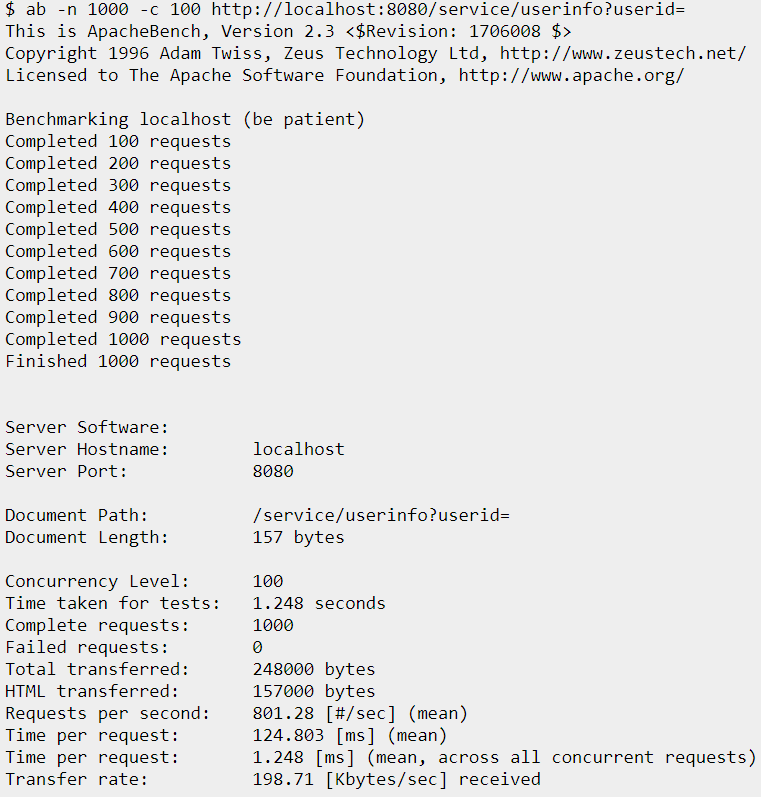 $ ab -n 1000 -c 100 http://localhost:8080/service/userinfo?userid=
This is ApacheBench, Version 2.3 <$Revision: 1706008 $>
Copyright 1996 Adam Twiss, Zeus Technology Ltd, http://www.zeustech.net/
Licensed to The Apache Software Foundation, http://www.apache.org/

Benchmarking localhost (be patient)
Completed 100 requests
Completed 200 requests
Completed 300 requests
Completed 400 requests
Completed 500 requests
Completed 600 requests
Completed 700 requests
Completed 800 requests
Completed 900 requests
Completed 1000 requests
Finished 1000 requests


Server Software:
Server Hostname:        localhost
Server Port:            8080

Document Path:          /service/userinfo?userid=
Document Length:        157 bytes

Concurrency Level:      100
Time taken for tests:   1.248 seconds
Complete requests:      1000
Failed requests:        0
Total transferred:      248000 bytes
HTML transferred:       157000 bytes
Requests per second:    801.28 [#/sec] (mean)
Time per request:       124.803 [ms] (mean)
Time per request:       1.248 [ms] (mean, across all concurrent requests)
Transfer rate:          198.71 [Kbytes/sec] received